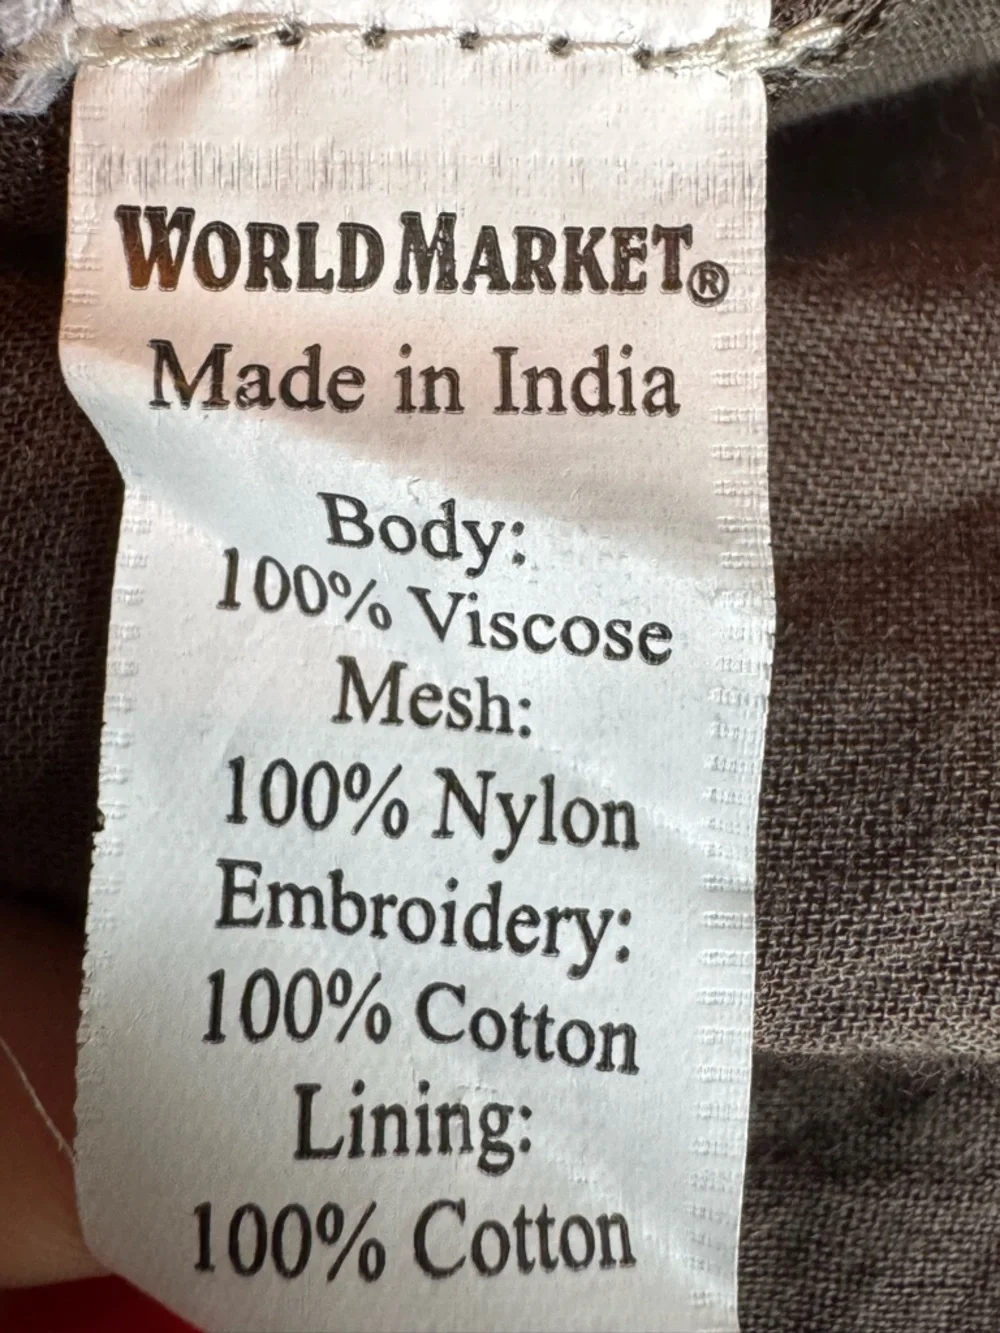 WORLD MARKET®
Made in India
Body:
100% Viscose
Mesh:
100% Nylon
Embroidery:
100% Cotton
Lining:
100% Cotton